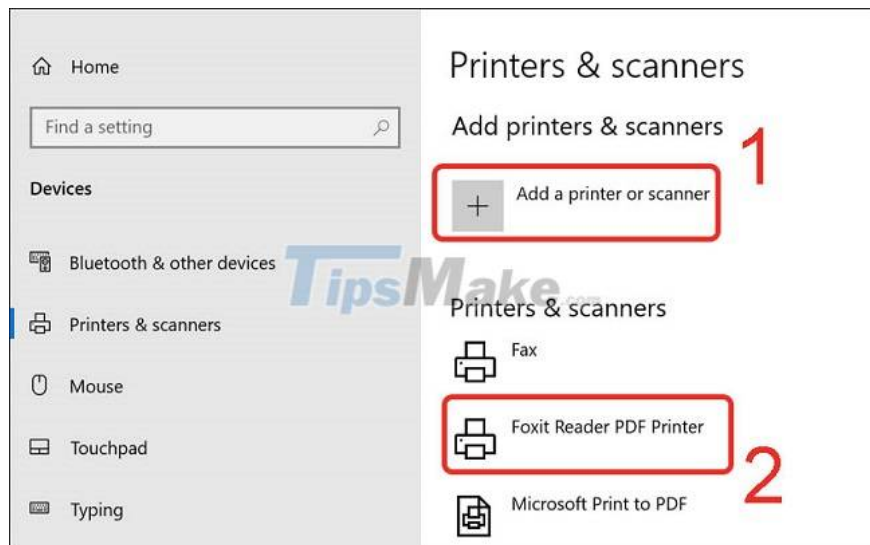 Home
Find a setting
Devices
Bluetooth & other devices
Printers & scanners
Mouse
Touchpad
Typing
Printers & scanners
Add printers & scanners
1
Add a printer or scanner
TipsMake.com
Printers & scanners
Fax
Foxit Reader PDF Printer
2
Microsoft Print to PDF